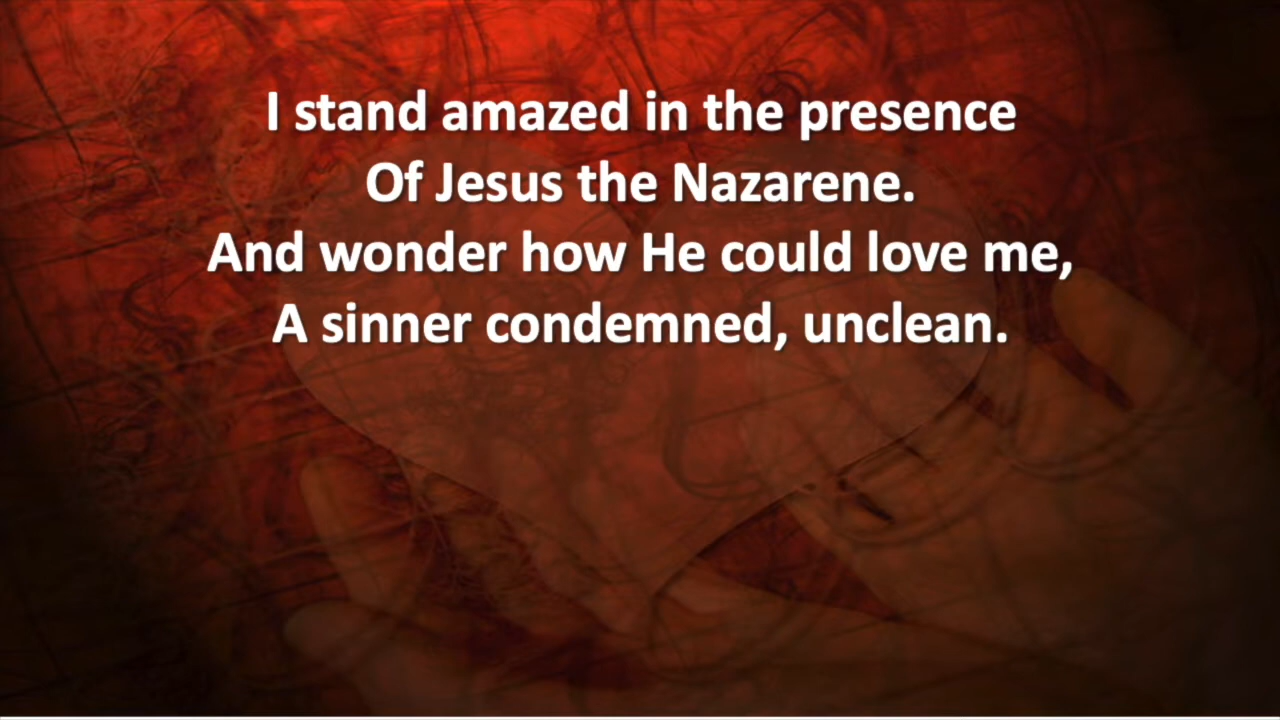 I stand amazed in the presence
Of Jesus the Nazarene.
And wonder how He could love me,
A sinner condemned, unclean.